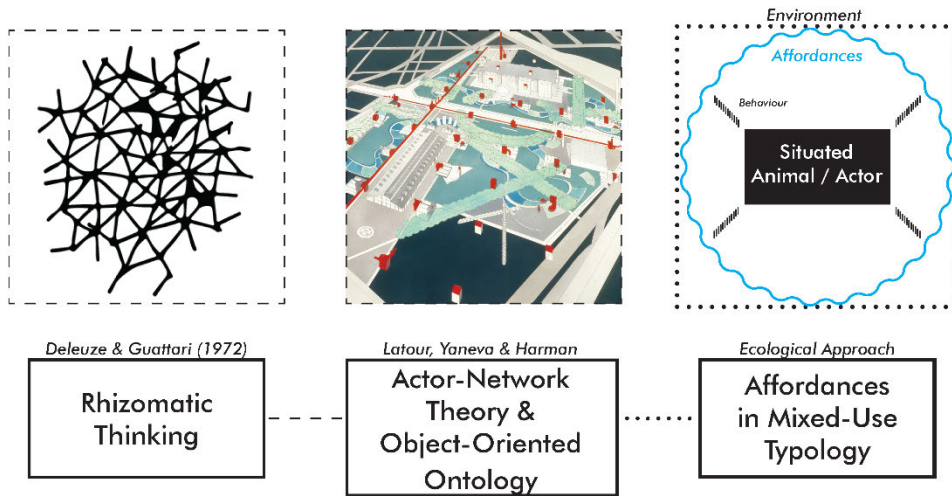 Environment
Affordances
Behaviour
Situated
Animal / Actor
Deleuze & Guattari (1972)
Rhizomatic
Thinking
Latour, Yaneva & Harman
Actor-Network
Theory &
Object-Oriented
Ontology
Ecological Approach
Affordances
in Mixed-Use
Typology